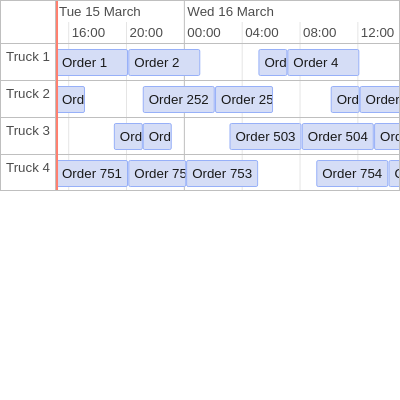 Tue 15 March Wed 16 March
16:00 20:00 00:00 04:00 08:00 12:00
Truck 1 Order 1 Order 2 Ord Order 4
Truck 2 Ord Order 252 Order 25 Ord Order
Truck 3 Ord Ord Order 503 Order 504 Ord
Truck 4 Order 751 Order 75 Order 753 Order 754